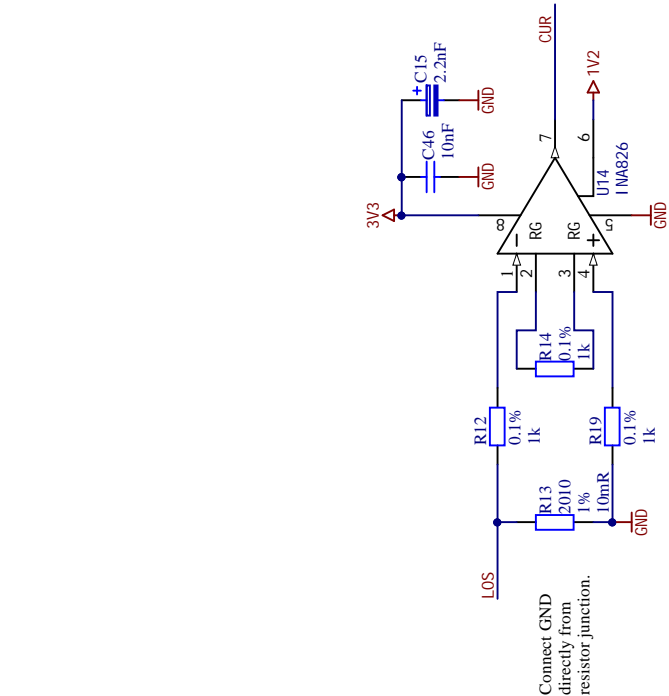 CUR
1V2
+
C15
2.2nF
GND
C46
10nF
GND
3V3
7
6
U14
INA826
8
5
GND
RG
RG
1
2
3
4
R14
0.1%
1k
R12
0.1%
1k
R19
0.1%
1k
R13
2010
1%
10mR
GND
LOS
Connect GND
directly from
resistor junction.